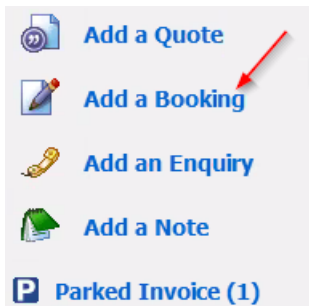 Add a Quote
Add a Booking
Add an Enquiry
Add a Note
P Parked Invoice (1)